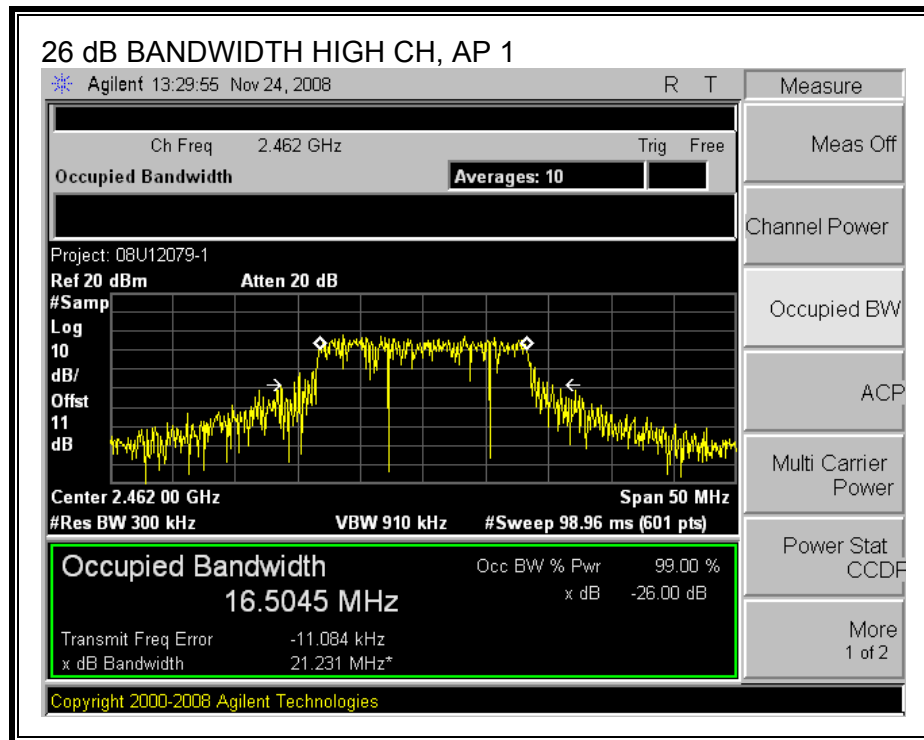 26 dB BANDWIDTH HIGH CH, AP 1
Agilent 13:29:55 Nov 24, 2008 R T
Measure
Ch Freq 2.462 GHz Trig Free
Occupied Bandwidth Averages: 10
Meas Off
Channel Power
Occupied BW
ACP
Multi Carrier
Power
Power Stat
CCDF
More
1 of 2
Project: 08U12079-1
Ref 20 dBm Atten 20 dB
#Samp
Log
10
dB/
Offst
11
dB
Center 2.462 00 GHz Span 50 MHz
#Res BW 300 kHz VBW 910 kHz #Sweep 98.96 ms (601 pts)
Occupied Bandwidth Occ BW % Pwr 99.00 %
16.5045 MHz x dB -26.00 dB
Transmit Freq Error -11.084 kHz
x dB Bandwidth 21.231 MHz*
Copyright 2000-2008 Agilent Technologies